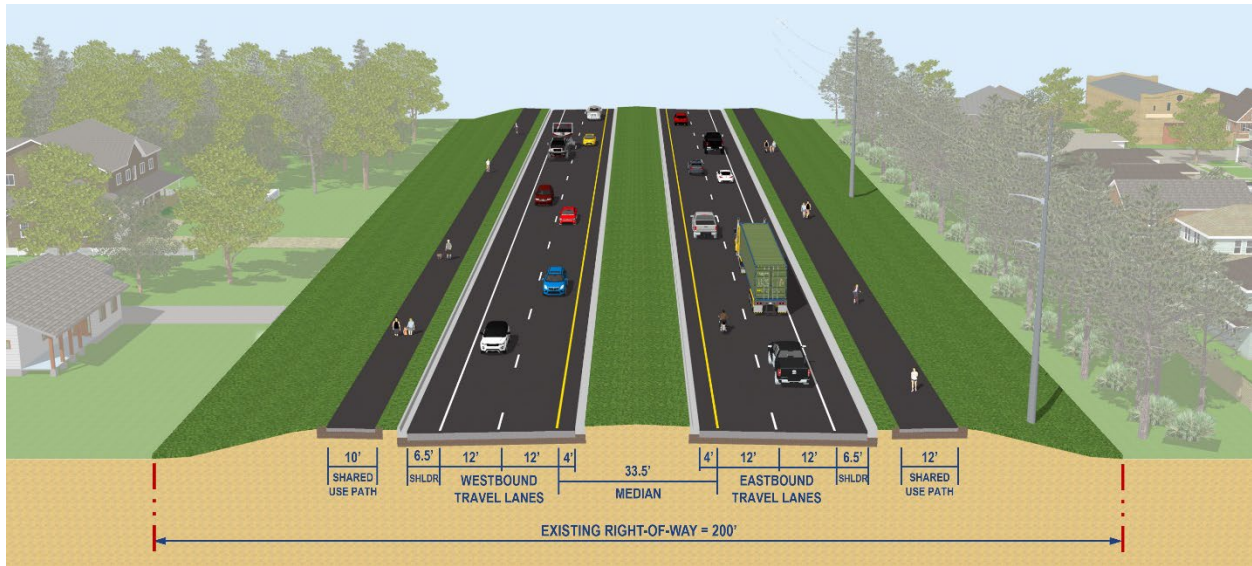 10'
SHARED
USE PATH
6.5'
SHLDR
12'
12'
WESTBOUND
TRAVEL LANES
4'
33.5'
MEDIAN
4'
12'
12'
EASTBOUND
TRAVEL LANES
6.5'
SHLDR
12'
SHARED
USE PATH
EXISTING RIGHT-OF-WAY = 200'